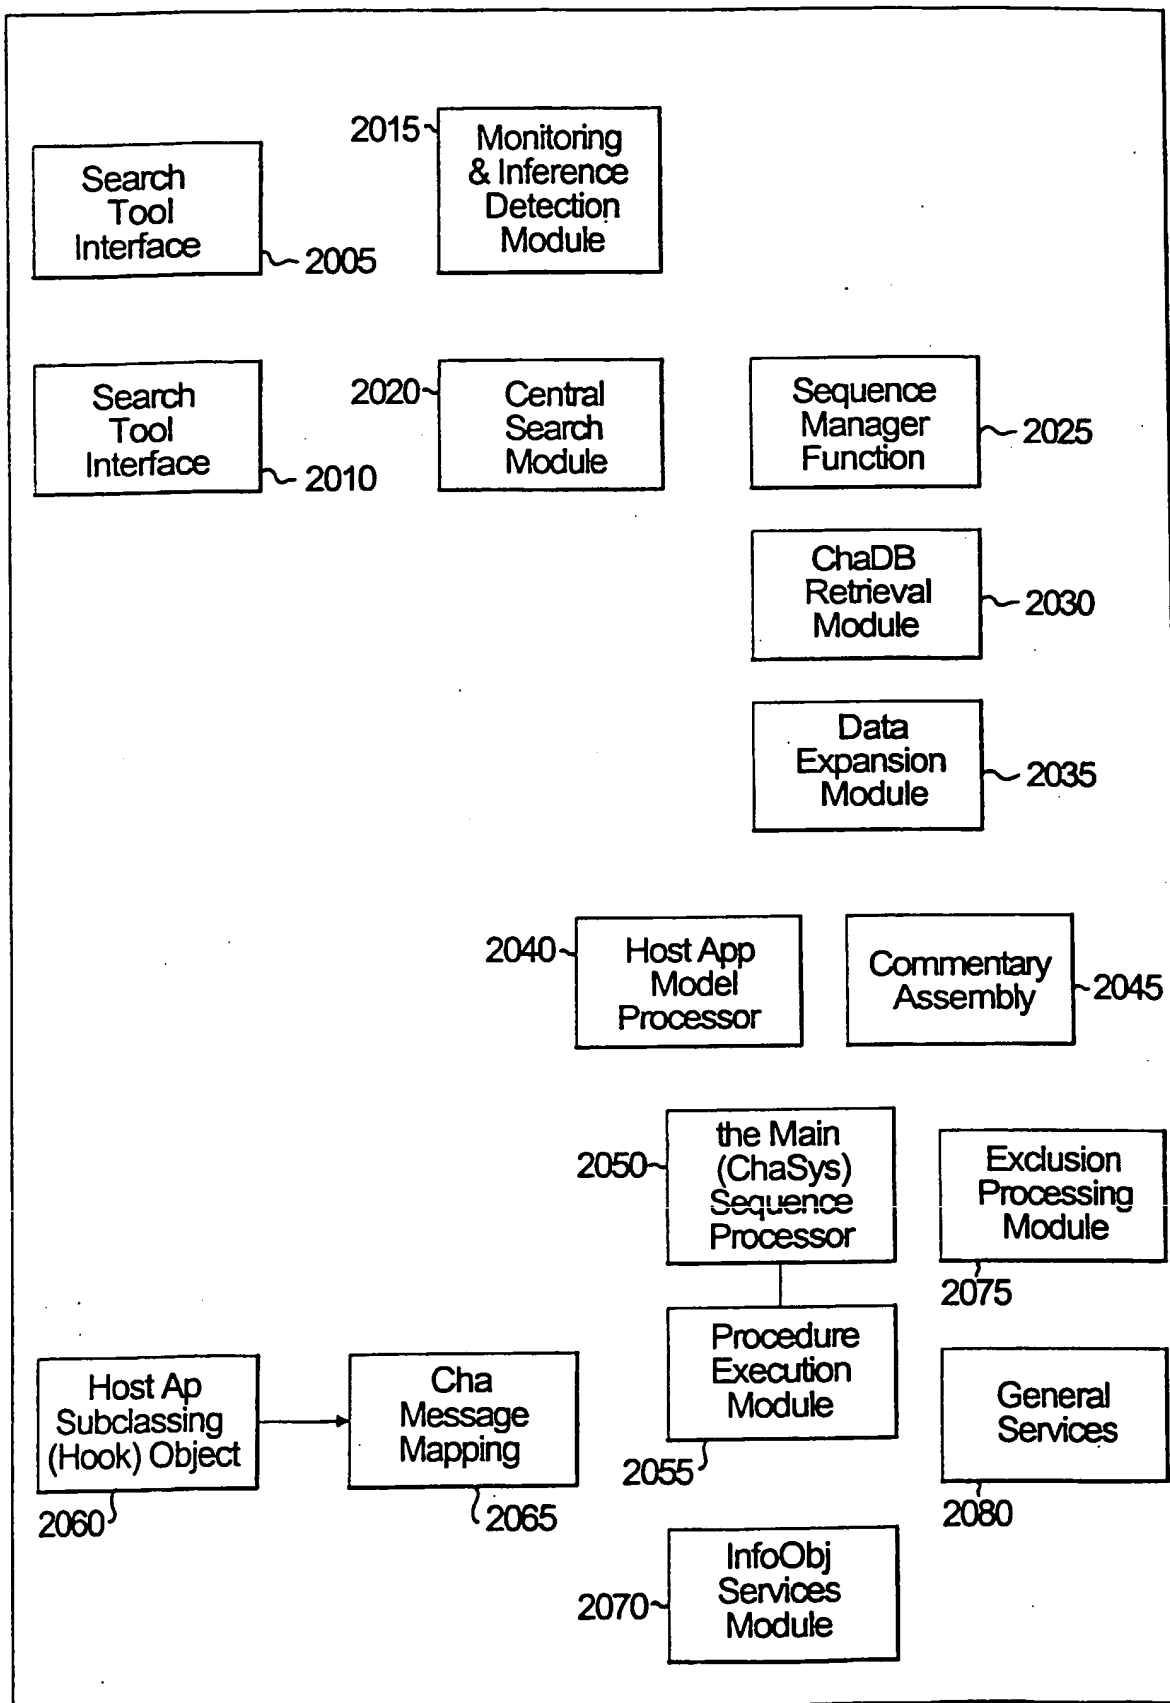 2015
Monitoring
& Inference
Detection
Module
Search
Tool
Interface
2005
Search
Tool
Interface
2010
2020
Central
Search
Module
Sequence
Manager
Function
2025
ChaDB
Retrieval
Module
2030
Data
Expansion
Module
2035
2040
Host App
Model
Processor
Commentary
Assembly
2045
2050
the Main
(ChaSys)
Sequence
Processor
Exclusion
Processing
Module
2075
Procedure
Execution
Module
2055
Host Ap
Subclassing
(Hook) Object
2060
Cha
Message
Mapping
2065
General
Services
2080
2070
InfoObj
Services
Module